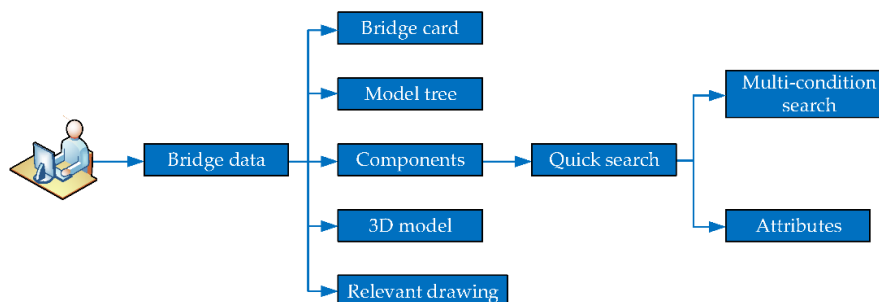 Bridge card
Model tree
Bridge data
Components
Quick search
Multi-condition
search
3D model
Attributes
Relevant drawing